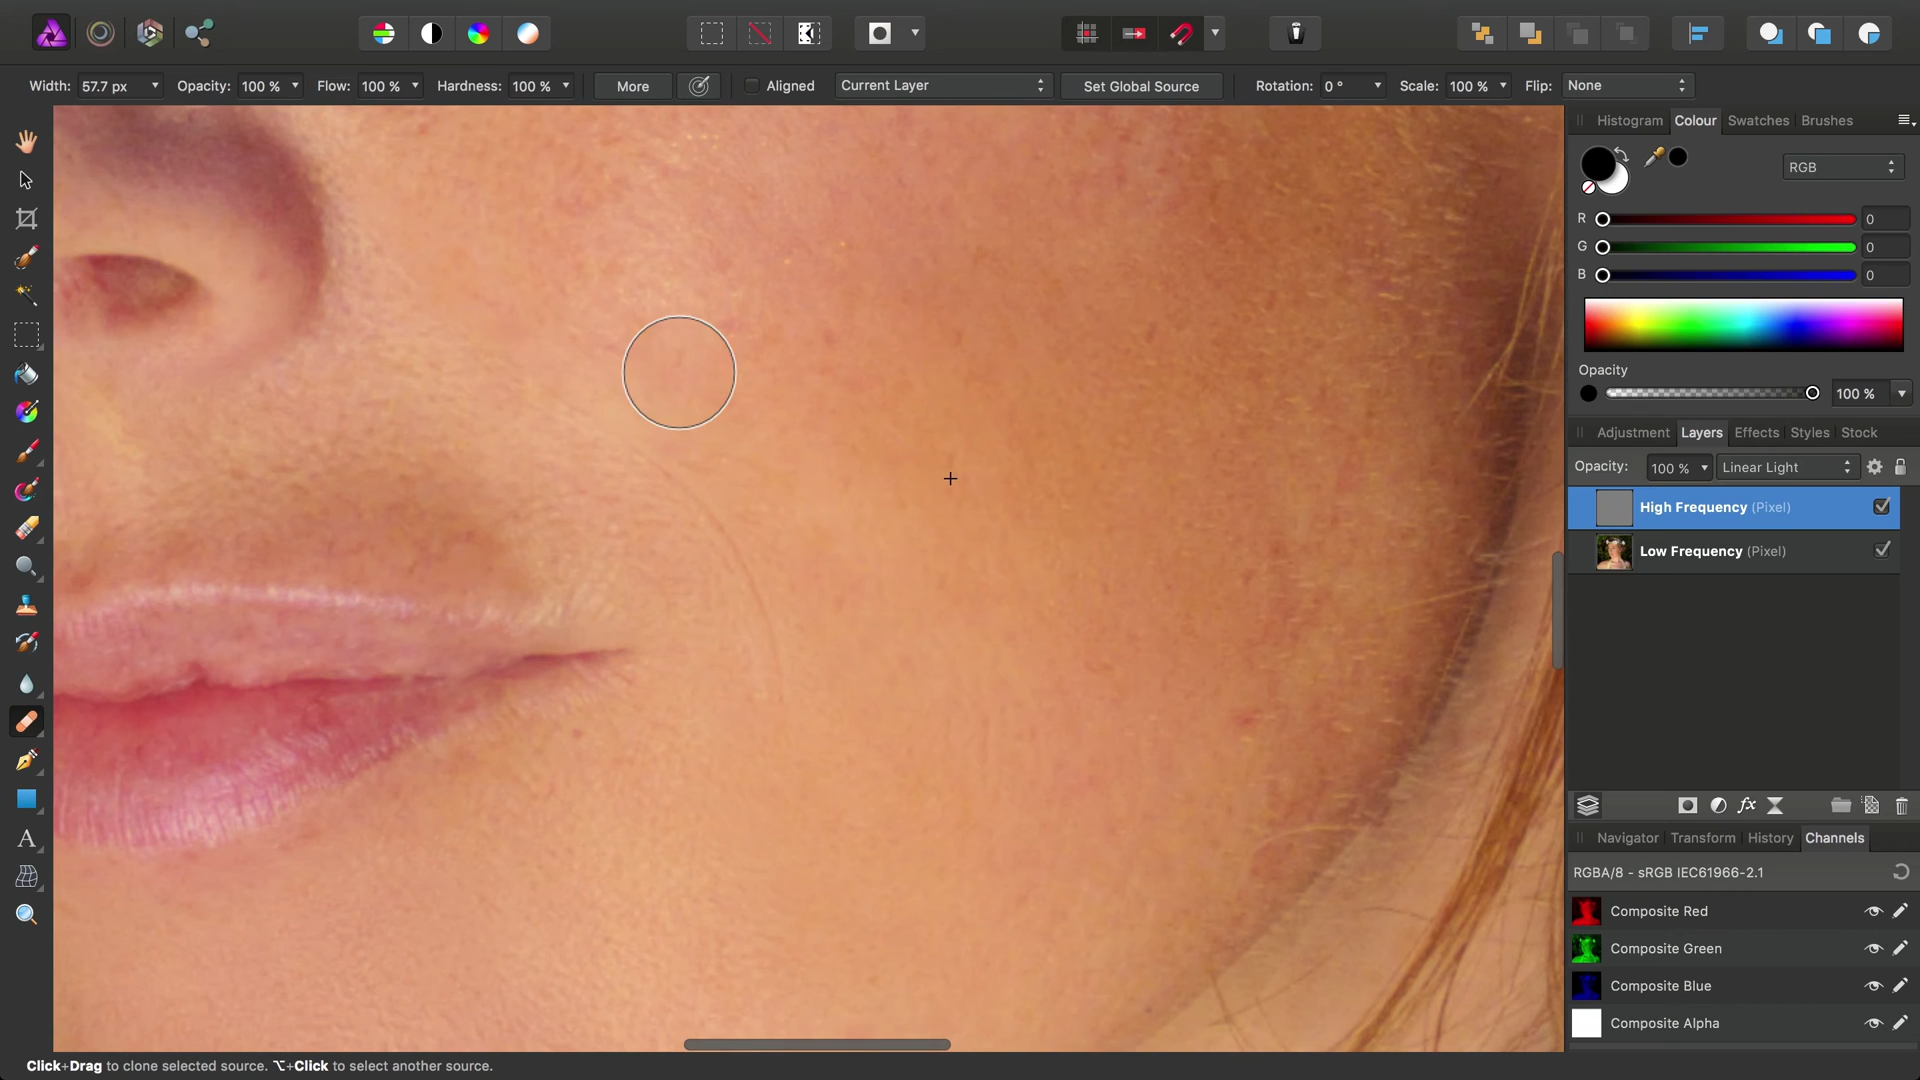 Width: 57.7 px Opacity: 100 % Flow: 100 % Hardness: 100 % More Aligned Current Layer Set Global Source Rotation: 0 ° Scale: 100 % Flip: None
Histogram Colour Swatches Brushes
RGB
R 0
G 0
B 0
Opacity
100 %
Adjustment Layers Effects Styles Stock
Opacity: 100 % Linear Light
High Frequency (Pixel)
Low Frequency (Pixel)
fx
Navigator Transform History Channels
RGBA/8 - sRGB IEC61966-2.1
Composite Red
Composite Green
Composite Blue
Composite Alpha
Click+Drag to clone selected source. ⌥+Click to select another source.